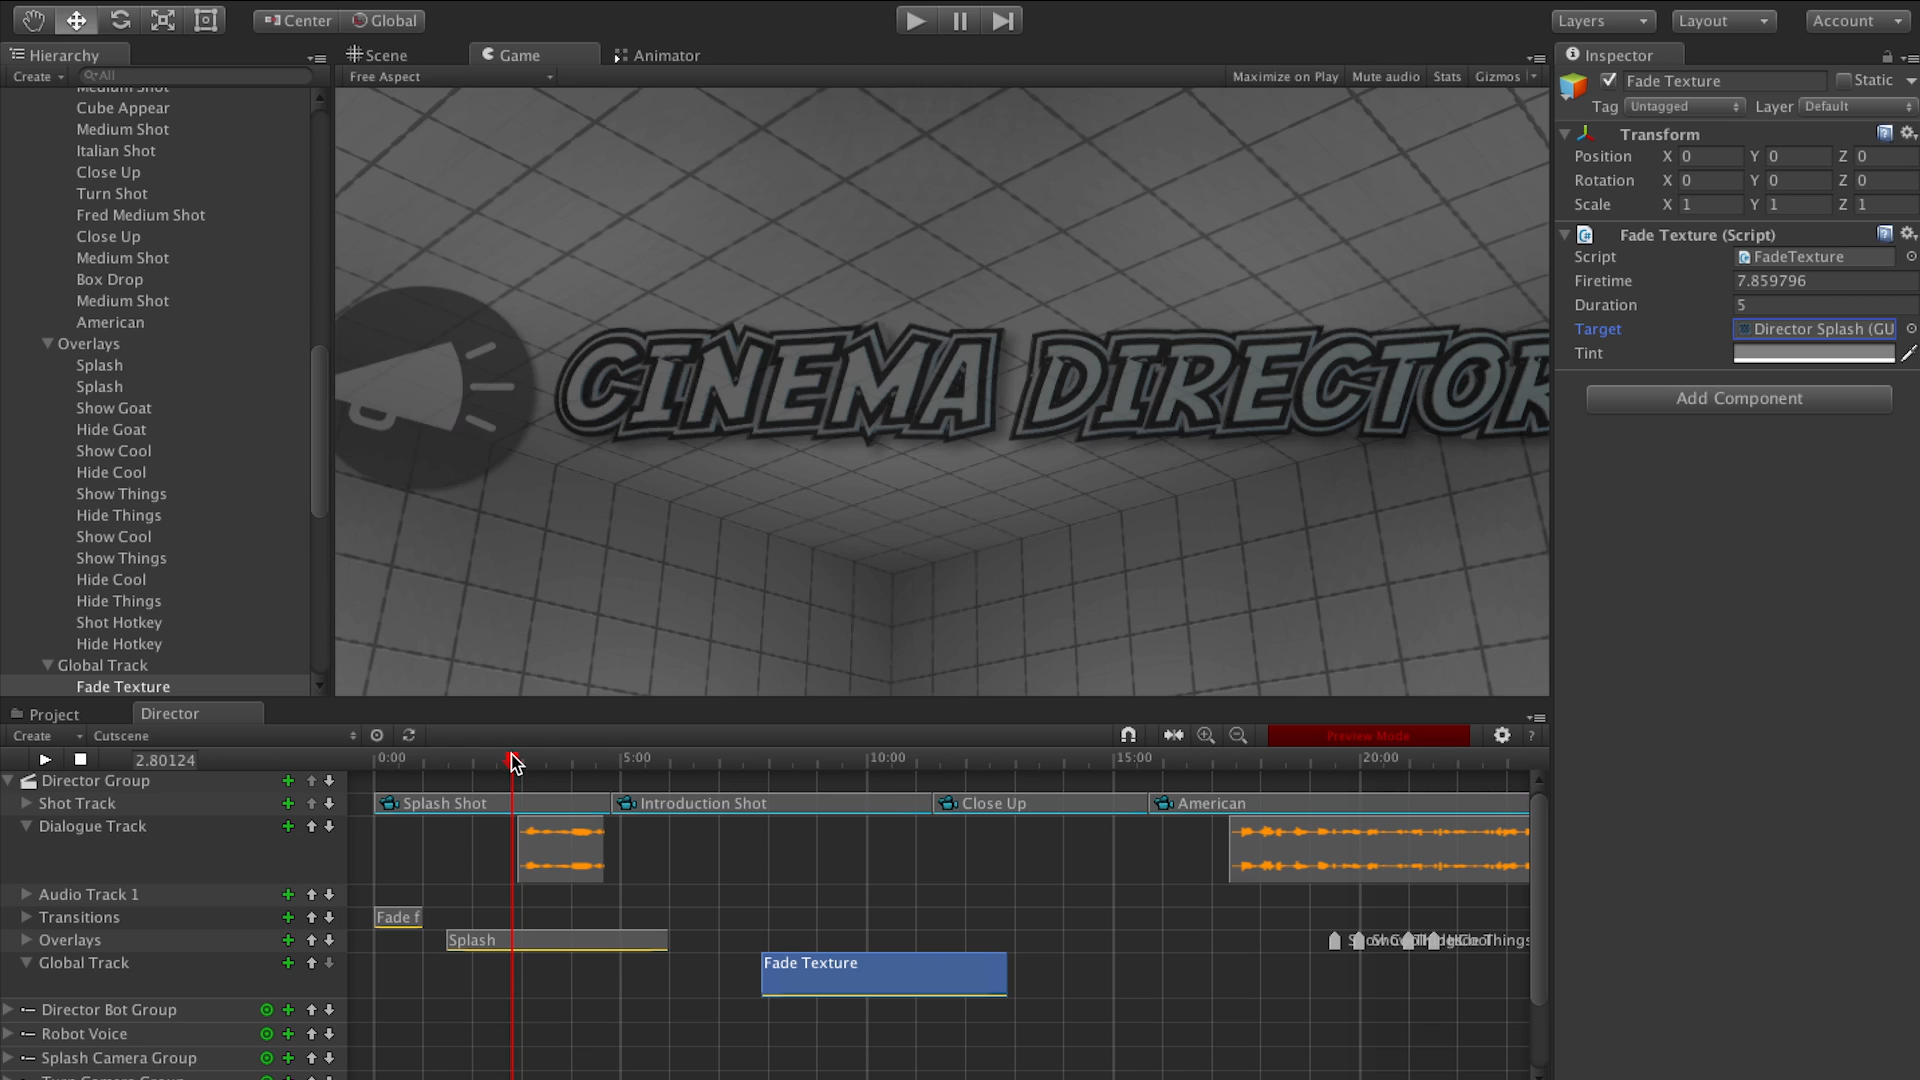 Center Global
Layers Layout Account
Hierarchy
Create All
Scene Game Animator
Free Aspect
Maximize on Play Mute audio Stats Gizmos
Inspector
Fade Texture Static
Tag Untagged Layer Default
Transform
Position X 0 Y 0 Z 0
Rotation X 0 Y 0 Z 0
Scale X 1 Y 1 Z 1
Fade Texture (Script)
Script FadeTexture
Firetime 7.859796
Duration 5
Target Director Splash (GU
Tint
Add Component
Medium Shot
Cube Appear
Medium Shot
Italian Shot
Close Up
Turn Shot
Fred Medium Shot
Close Up
Medium Shot
Box Drop
Medium Shot
American
Overlays
Splash
Splash
Show Goat
Hide Goat
Show Cool
Hide Cool
Show Things
Hide Things
Show Cool
Show Things
Hide Cool
Hide Things
Shot Hotkey
Hide Hotkey
Global Track
Fade Texture
CINEMA DIRECTOR
Project Director
Create Cutscene
Preview Mode ?
2.80124
0:00 5:00 10:00 15:00 20:00
Director Group
Shot Track
Splash Shot Introduction Shot Close Up American
Dialogue Track
Audio Track 1
Transitions
Fade f
Overlays
Splash
Global Track
Fade Texture
Director Bot Group
Robot Voice
Splash Camera Group